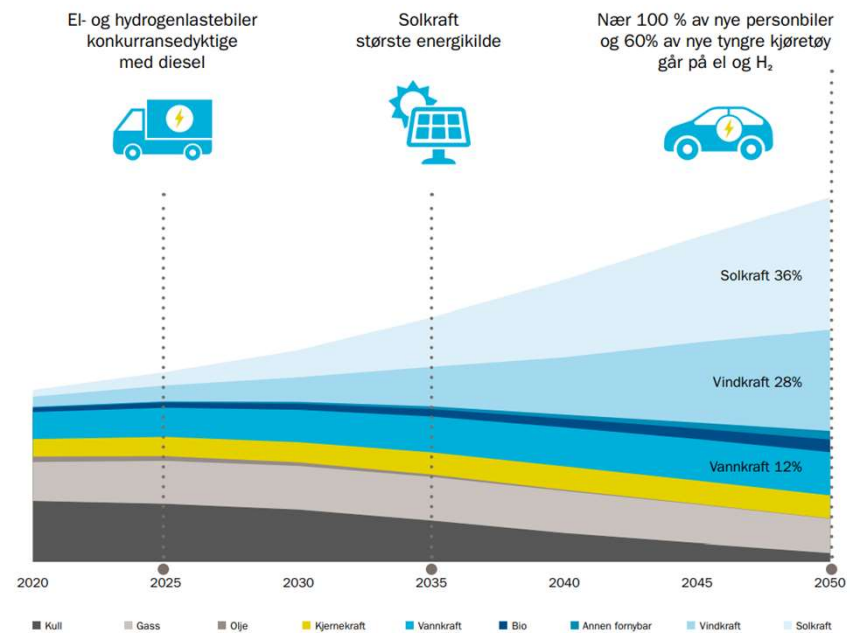 El- og hydrogenlastebiler
konkurransedyktige
med diesel
Solkraft
største energikilde
Nær 100 % av nye personbiler
og 60% av nye tyngre kjøretøy
går på el og H₂
Solkraft 36%
Vindkraft 28%
Vannkraft 12%
2020 2025 2030 2035 2040 2045 2050
Kull Gass Olje Kjernekraft Vannkraft Bio Annen fornybar Vindkraft Solkraft